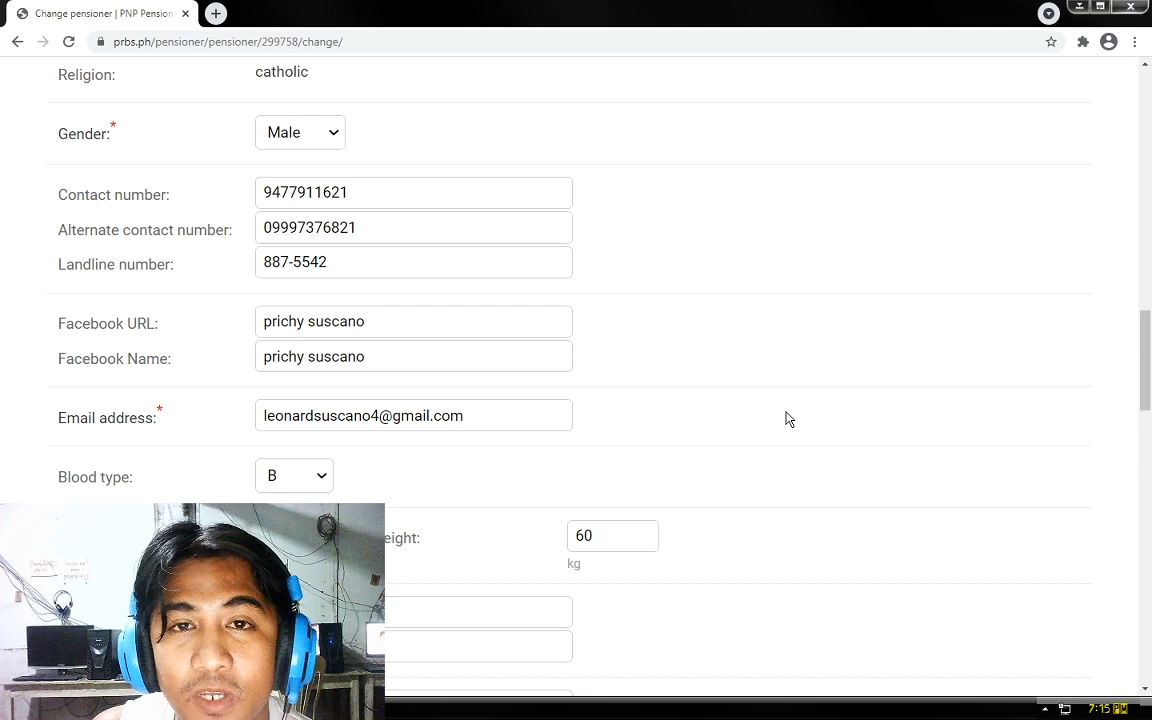 Change pensioner | PNP Pension
prbs.ph/pensioner/pensioner/299758/change/
Religion: catholic
Gender:* Male
Contact number: 9477911621
Alternate contact number: 09997376821
Landline number: 887-5542
Facebook URL: prichy suscano
Facebook Name: prichy suscano
Email address:* leonardsuscano4@gmail.com
Blood type: B
eight: 60
kg
7:15 PM